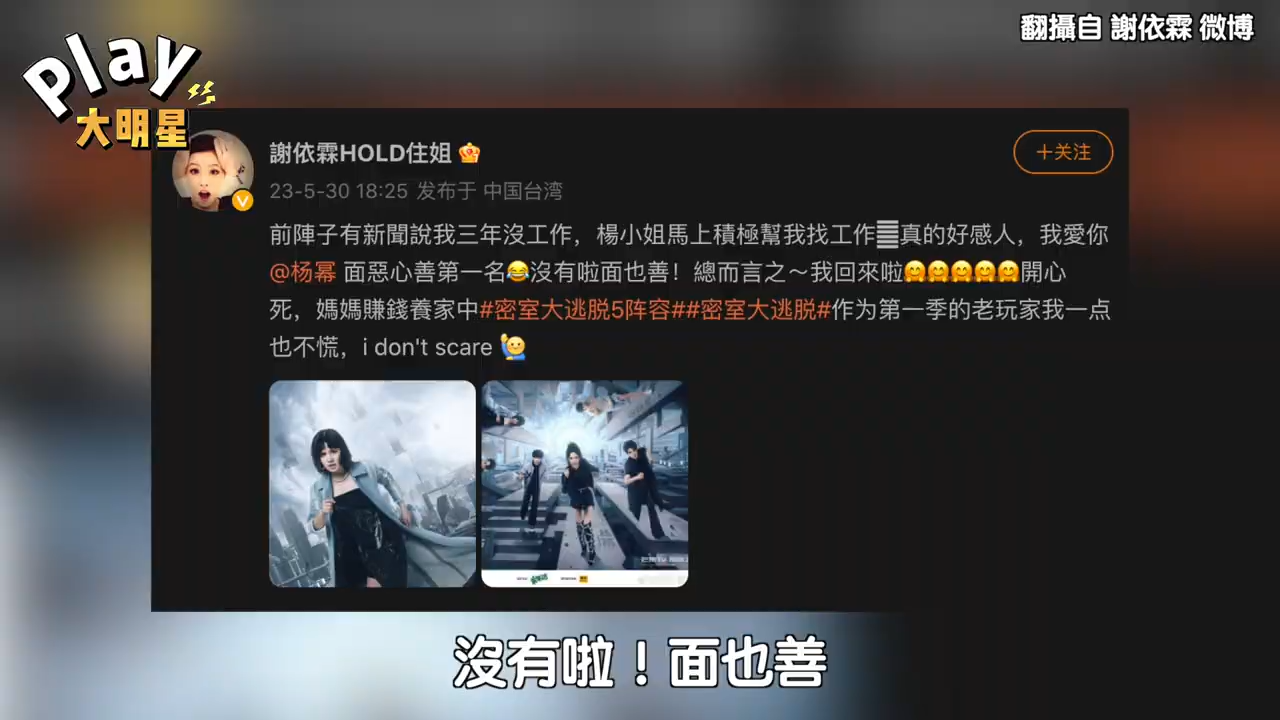 翻攝自 謝依霖 微博
Play
大明星
謝依霖HOLD住姐
＋关注
23-5-30 18:25 发布于 中国台湾
前陣子有新聞說我三年沒工作，楊小姐馬上積極幫我找工作真的好感人，我愛你
@杨幂 面惡心善第一名😂沒有啦面也善！總而言之～我回來啦🤗🤗🤗🤗🤗開心
死，媽媽賺錢養家中#密室大逃脱5阵容##密室大逃脱#作为第一季的老玩家我一点
也不慌，i don't scare 🙋
沒有啦！面也善